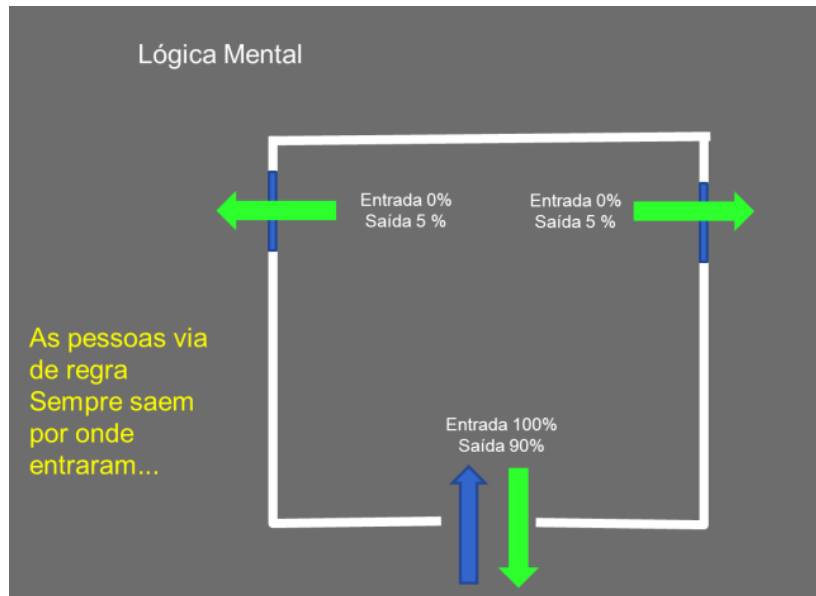 Lógica Mental
Entrada 0%
Saída 5 %
Entrada 0%
Saída 5 %
As pessoas via
de regra
Sempre saem
por onde
entraram...
Entrada 100%
Saída 90%